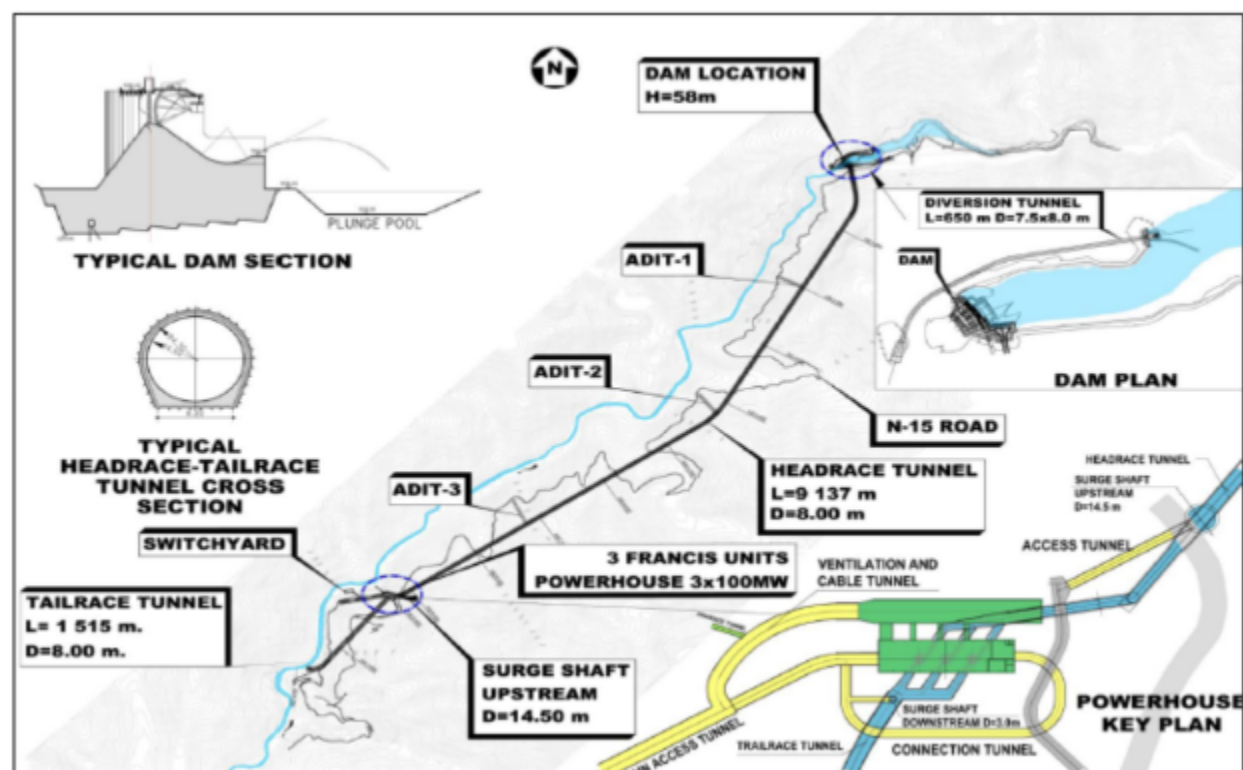 N
DAM LOCATION
H=58m
PLUNGE POOL
TYPICAL DAM SECTION
DIVERSION TUNNEL
L=650 m D=7.5x8.0 m
DAM
DAM PLAN
ADIT-1
ADIT-2
N-15 ROAD
TYPICAL
HEADRACE-TAILRACE
TUNNEL CROSS
SECTION
HEADRACE TUNNEL
L=9 137 m
D=8.00 m
ADIT-3
SWITCHYARD
3 FRANCIS UNITS
POWERHOUSE 3x100MW
TAILRACE TUNNEL
L= 1 515 m.
D=8.00 m.
SURGE SHAFT
UPSTREAM
D=14.50 m
HEADRACE TUNNEL
SURGE SHAFT
UPSTREAM
D=14.5 m
ACCESS TUNNEL
VENTILATION AND
CABLE TUNNEL
POWERHOUSE
KEY PLAN
SURGE SHAFT
DOWNSTREAM D=3.0m
TRAILRACE TUNNEL
CONNECTION TUNNEL
ACCESS TUNNEL